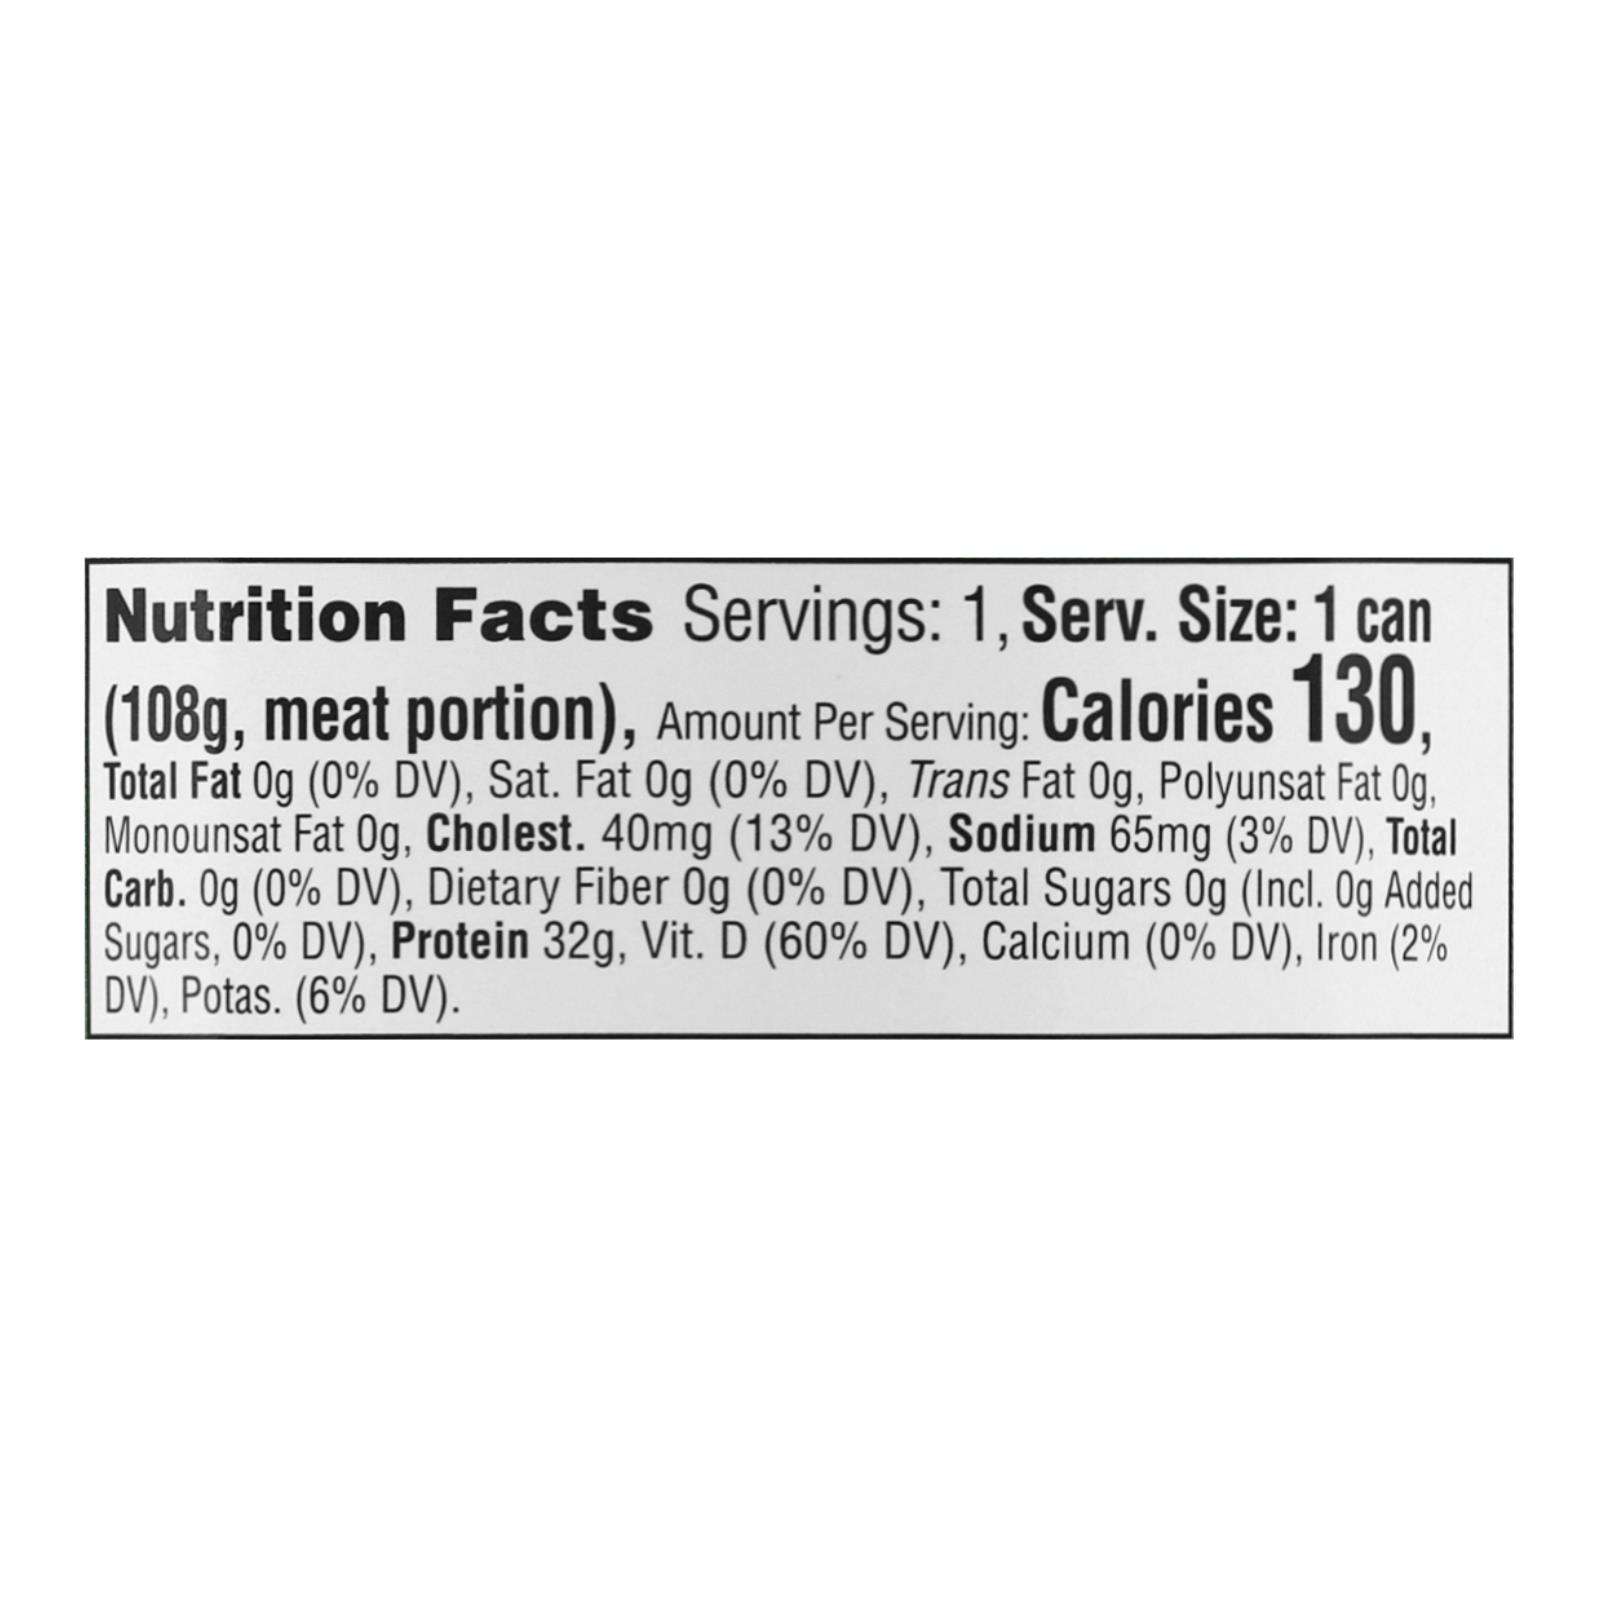 Nutrition Facts Servings: 1, Serv. Size: 1 can
(108g, meat portion), Amount Per Serving: Calories 130,
Total Fat 0g (0% DV), Sat. Fat 0g (0% DV), Trans Fat 0g, Polyunsat Fat 0g,
Monounsat Fat 0g, Cholest. 40mg (13% DV), Sodium 65mg (3% DV), Total
Carb. 0g (0% DV), Dietary Fiber 0g (0% DV), Total Sugars 0g (Incl. 0g Added
Sugars, 0% DV), Protein 32g, Vit. D (60% DV), Calcium (0% DV), Iron (2%
DV), Potas. (6% DV).